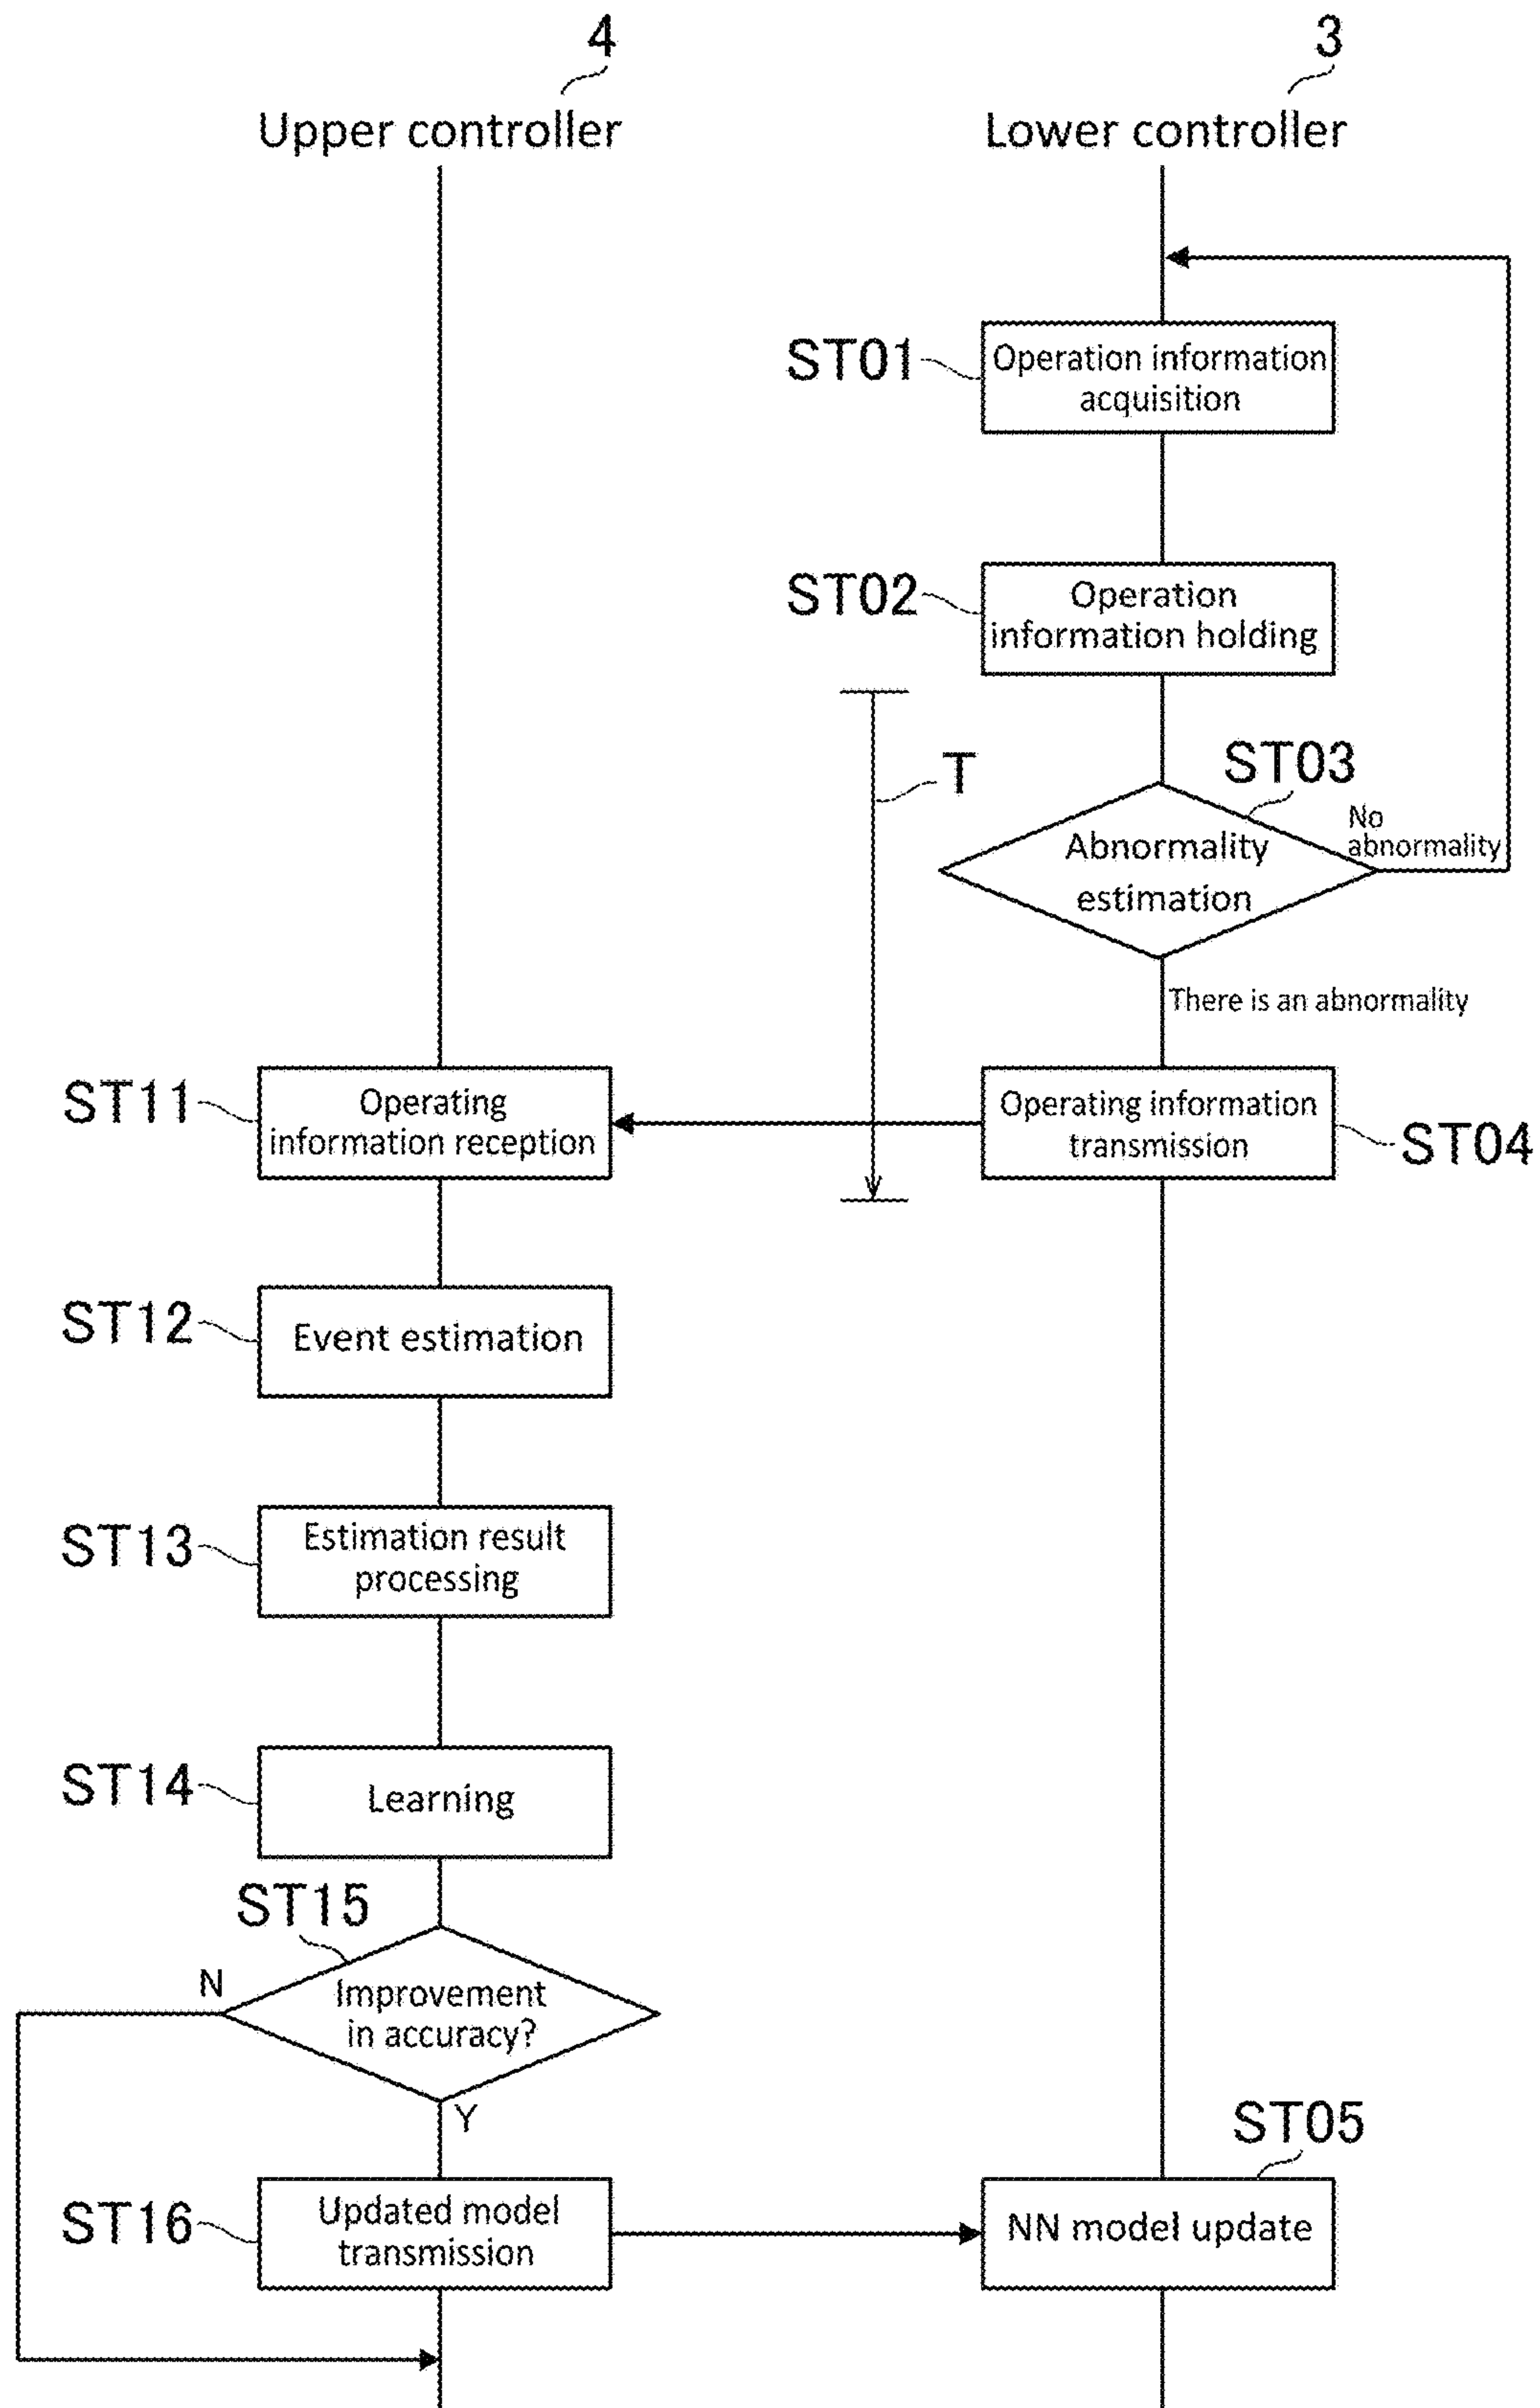 4
3
Upper controller
Lower controller
ST01
Operation information
acquisition
ST02
Operation
information holding
T
ST03
Abnormality
estimation
No
abnormality
There is an abnormality
ST11
Operating
information reception
Operating information
transmission
ST04
ST12
Event estimation
ST13
Estimation result
processing
ST14
Learning
ST15
N
Improvement
in accuracy?
Y
ST16
Updated model
transmission
ST05
NN model update